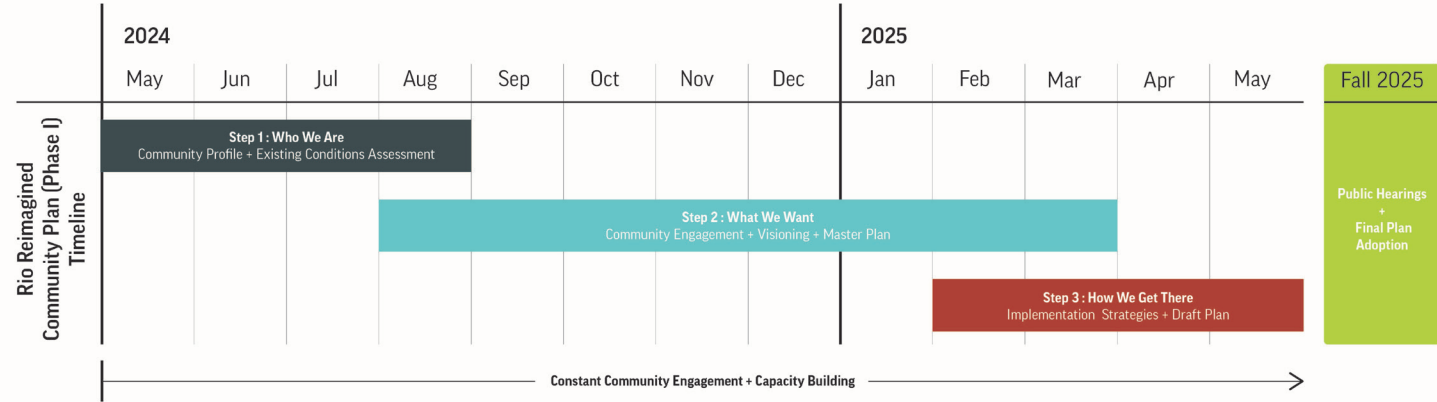 2024
2025
May Jun Jul Aug Sep Oct Nov Dec Jan Feb Mar Apr May Fall 2025
Rio Reimagined
Community Plan (Phase I)
Timeline
Step 1 : Who We Are
Community Profile + Existing Conditions Assessment
Step 2 : What We Want
Community Engagement + Visioning + Master Plan
Step 3 : How We Get There
Implementation Strategies + Draft Plan
Public Hearings
+
Final Plan
Adoption
Constant Community Engagement + Capacity Building